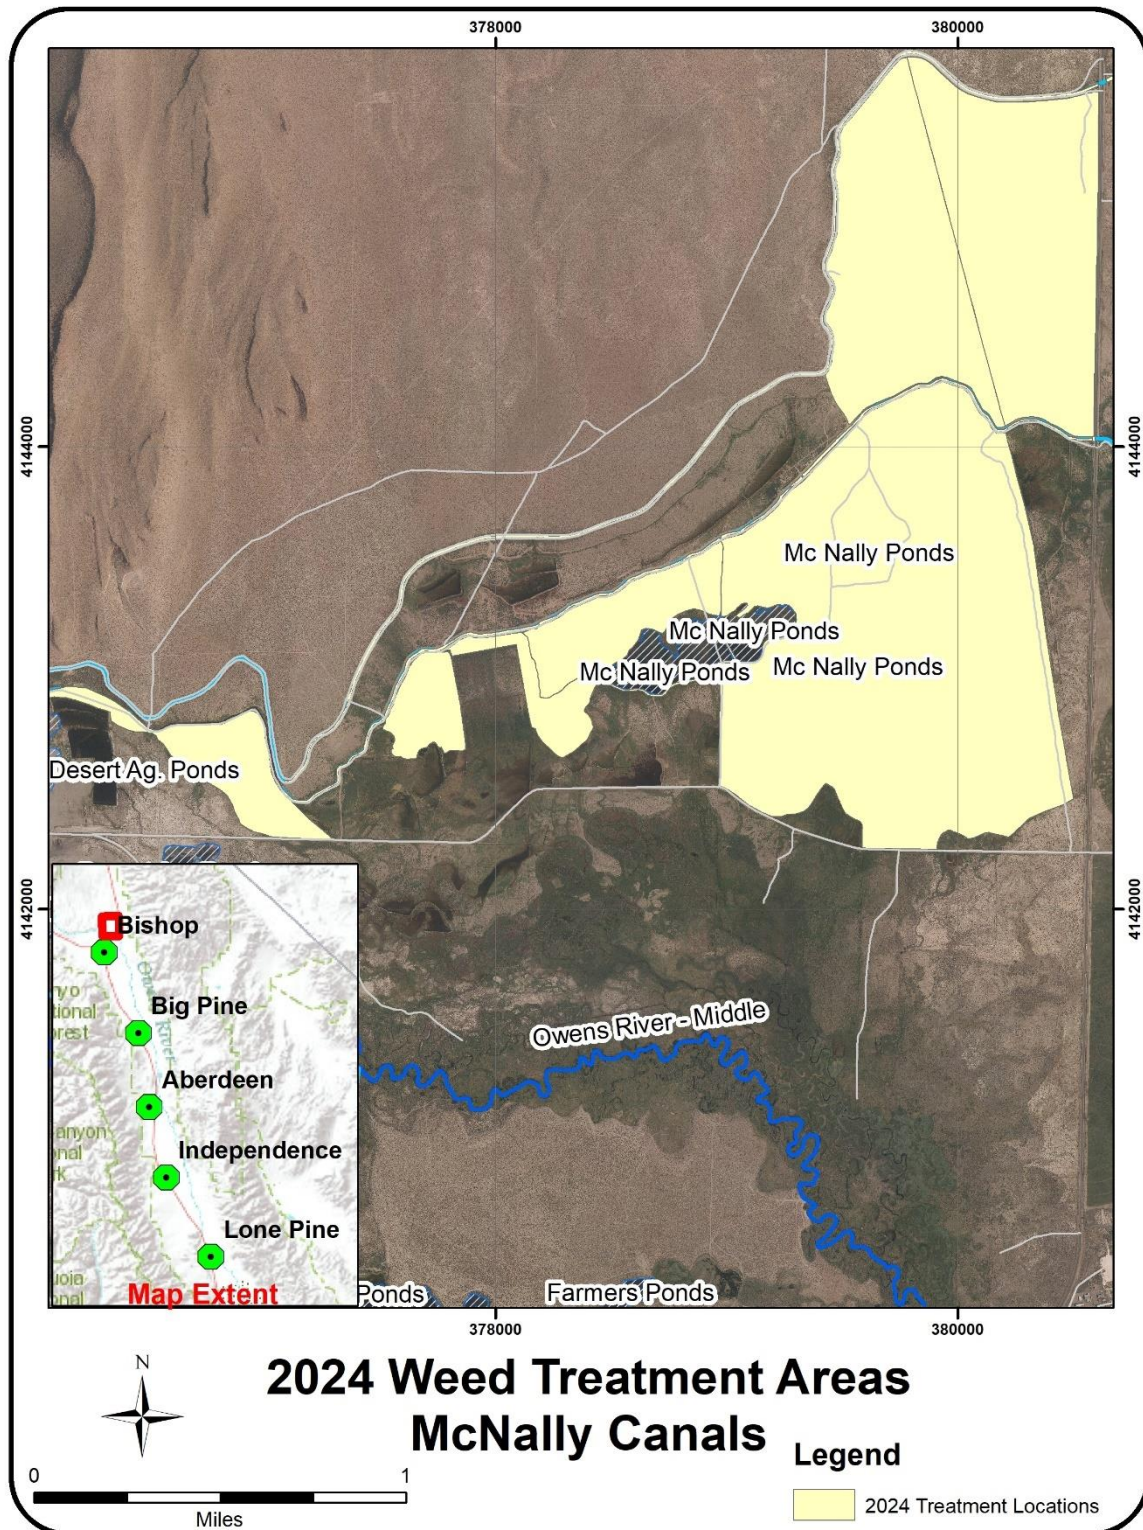 378000
380000
4144000
4144000
Mc Nally Ponds
Mc Nally Ponds
Mc Nally Ponds
Mc Nally Ponds
Desert Ag. Ponds
4142000
4142000
Bishop
Big Pine
Aberdeen
Independence
Lone Pine
Map Extent
Owens River - Middle
Ponds
Farmers Ponds
378000
380000
N
2024 Weed Treatment Areas
McNally Canals
Legend
0 1
Miles
2024 Treatment Locations